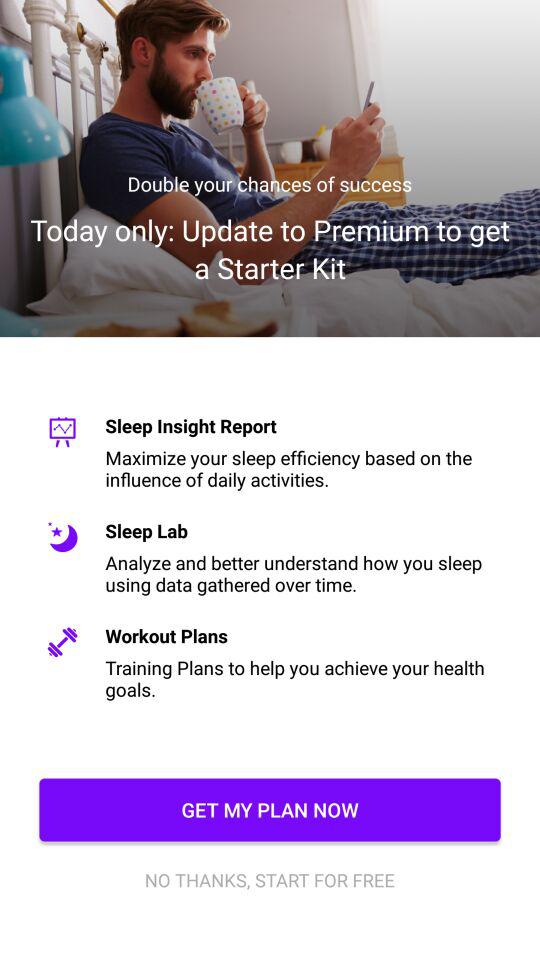 Double your chances of success
Today only: Update to Premium to get
a Starter Kit
Sleep Insight Report
Maximize your sleep efficiency based on the
influence of daily activities.
Sleep Lab
Analyze and better understand how you sleep
using data gathered over time.
Workout Plans
Training Plans to help you achieve your health
goals.
GET MY PLAN NOW
NO THANKS, START FOR FREE